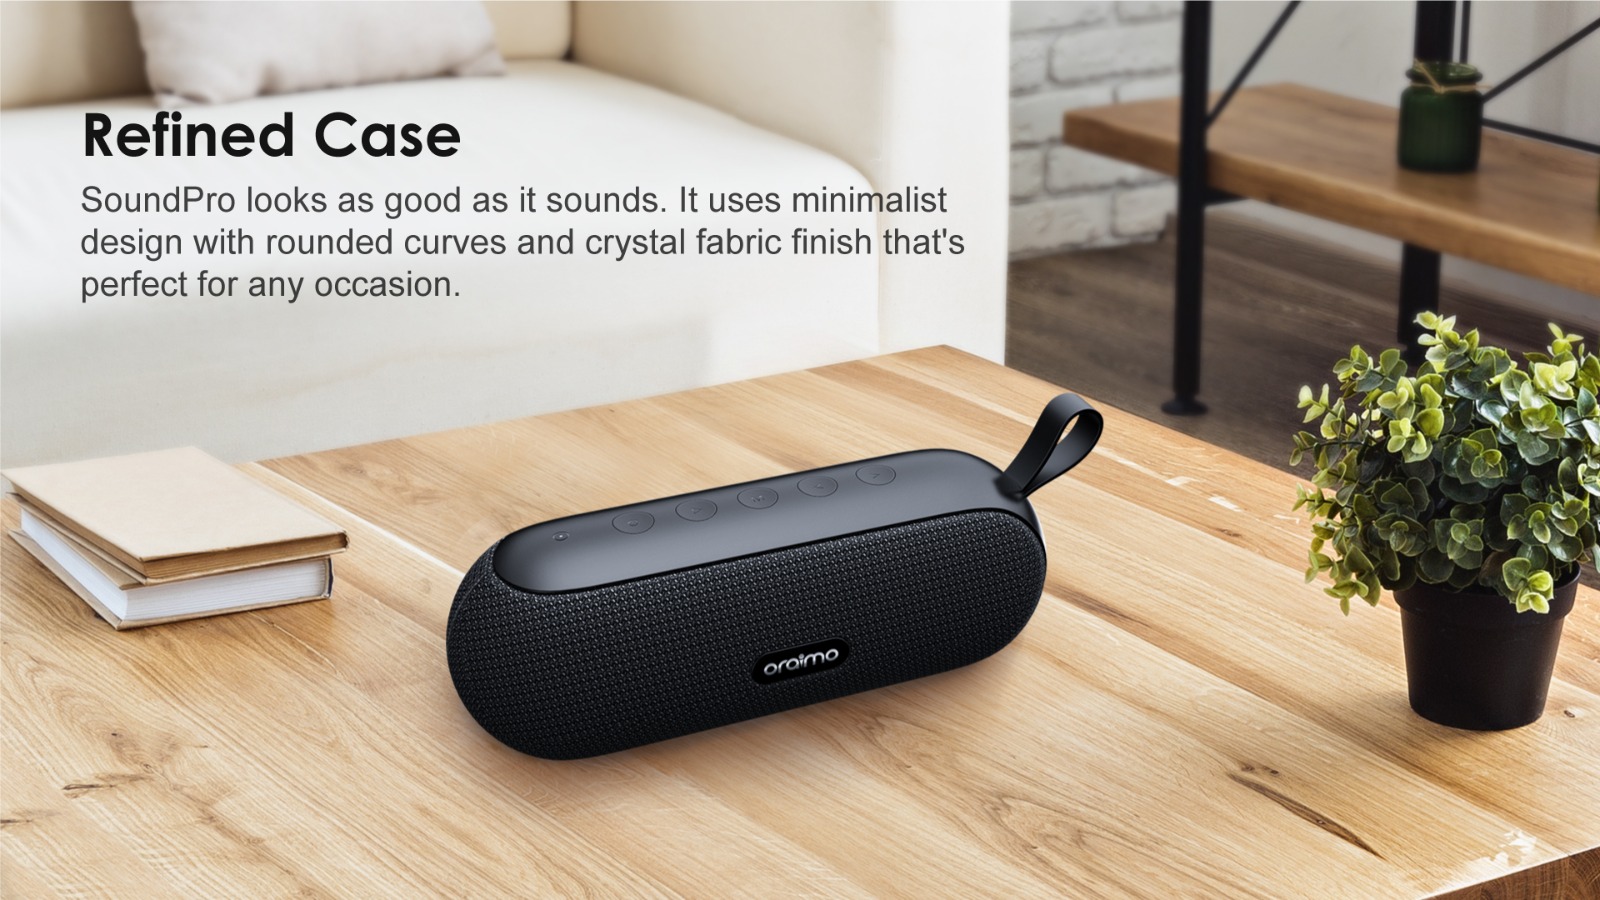 Refined Case
SoundPro looks as good as it sounds. It uses minimalist
design with rounded curves and crystal fabric finish that's
perfect for any occasion.
oraimo